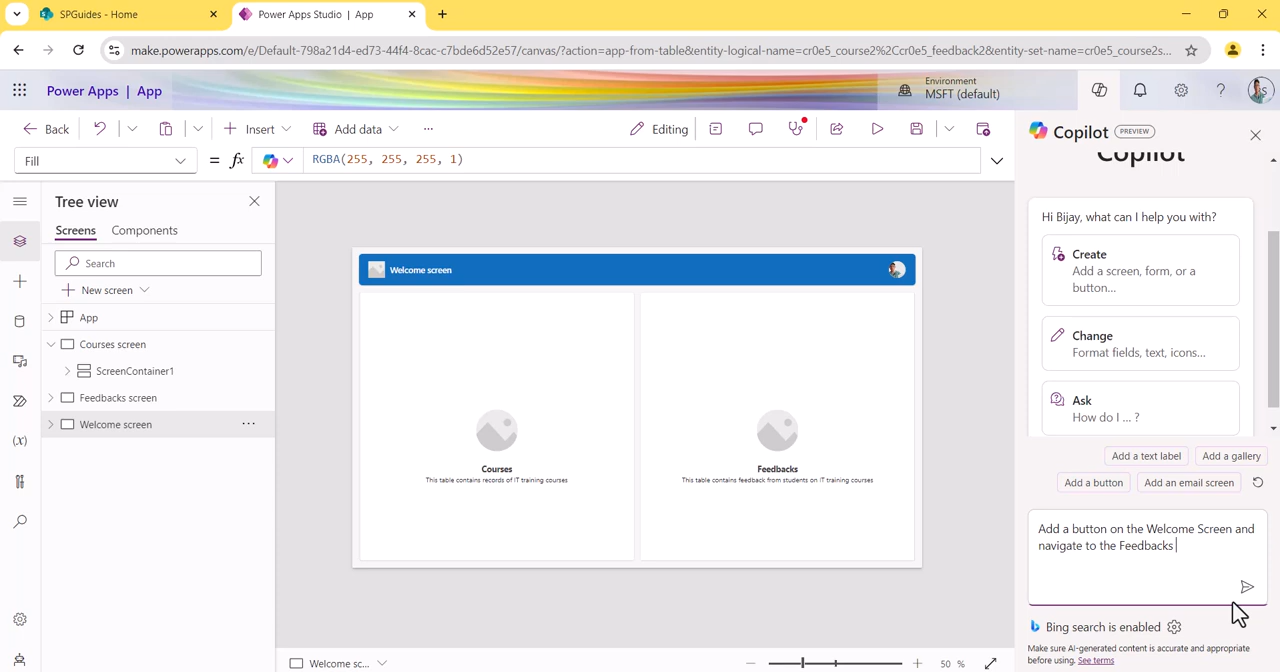 SPGuides - Home
Power Apps Studio | App
make.powerapps.com/e/Default-798a21d4-ed73-44f4-8cac-c7bde6d52e57/canvas/?action=app-from-table&entity-logical-name=cr0e5_course2%2Ccr0e5_feedback2&entity-set-name=cr0e5_course2s...
Power Apps | App
Environment
MSFT (default)
Back
Insert
Add data
Editing
Fill
=
fx
RGBA(255, 255, 255, 1)
Tree view
Screens
Components
Search
New screen
App
Courses screen
ScreenContainer1
Feedbacks screen
Welcome screen
Welcome screen
Courses
This table contains records of IT training courses
Feedbacks
This table contains feedback from students on IT training courses
Welcome sc...
50 %
Copilot PREVIEW
Copilot
Hi Bijay, what can I help you with?
Create
Add a screen, form, or a
button...
Change
Format fields, text, icons...
Ask
How do I ... ?
Add a text label
Add a gallery
Add a button
Add an email screen
Add a button on the Welcome Screen and
navigate to the Feedbacks
Bing search is enabled
Make sure AI-generated content is accurate and appropriate
before using. See terms